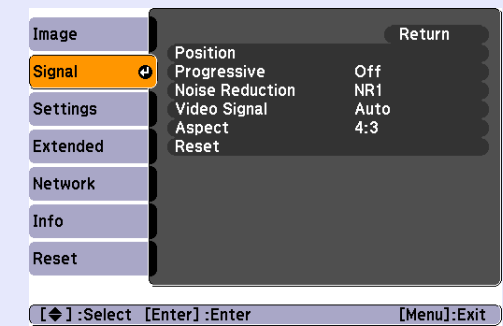 Image
Signal
Settings
Extended
Network
Info
Reset
Return
Position
Progressive Off
Noise Reduction NR1
Video Signal Auto
Aspect 4:3
Reset
[◆] :Select [Enter] :Enter [Menu]:Exit